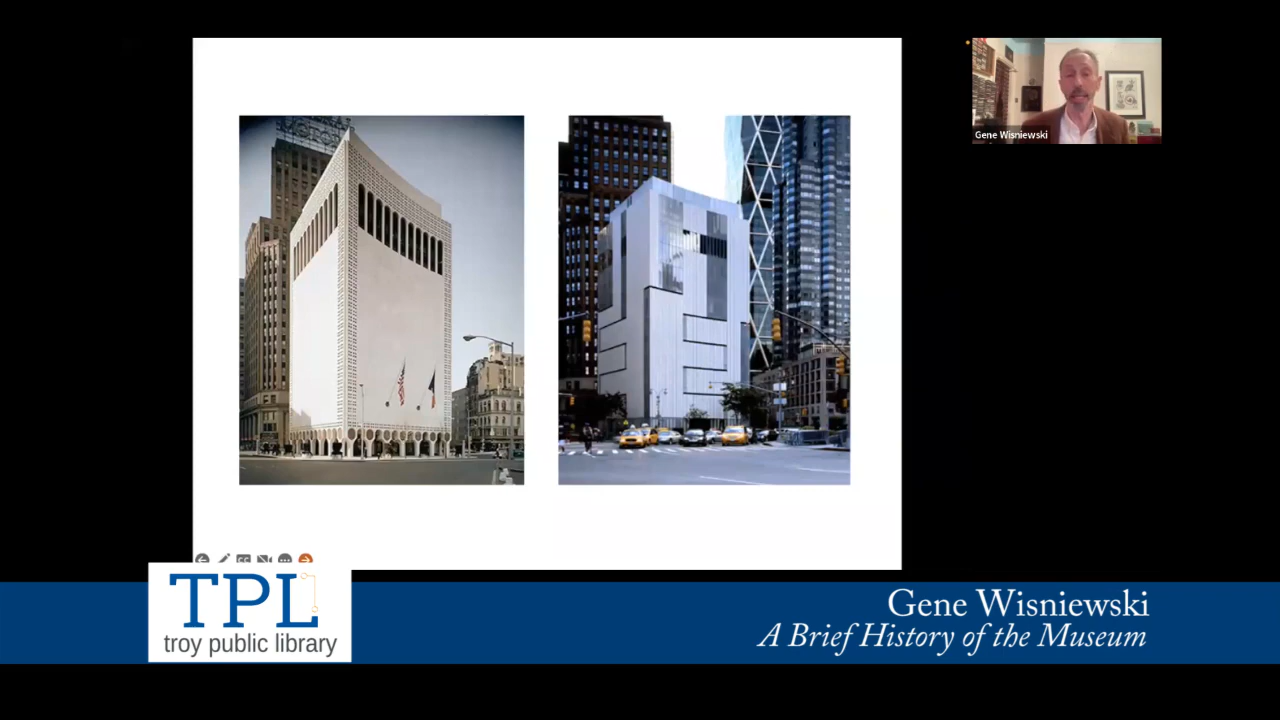 Gene Wisniewski
TPL
troy public library
Gene Wisniewski
A Brief History of the Museum